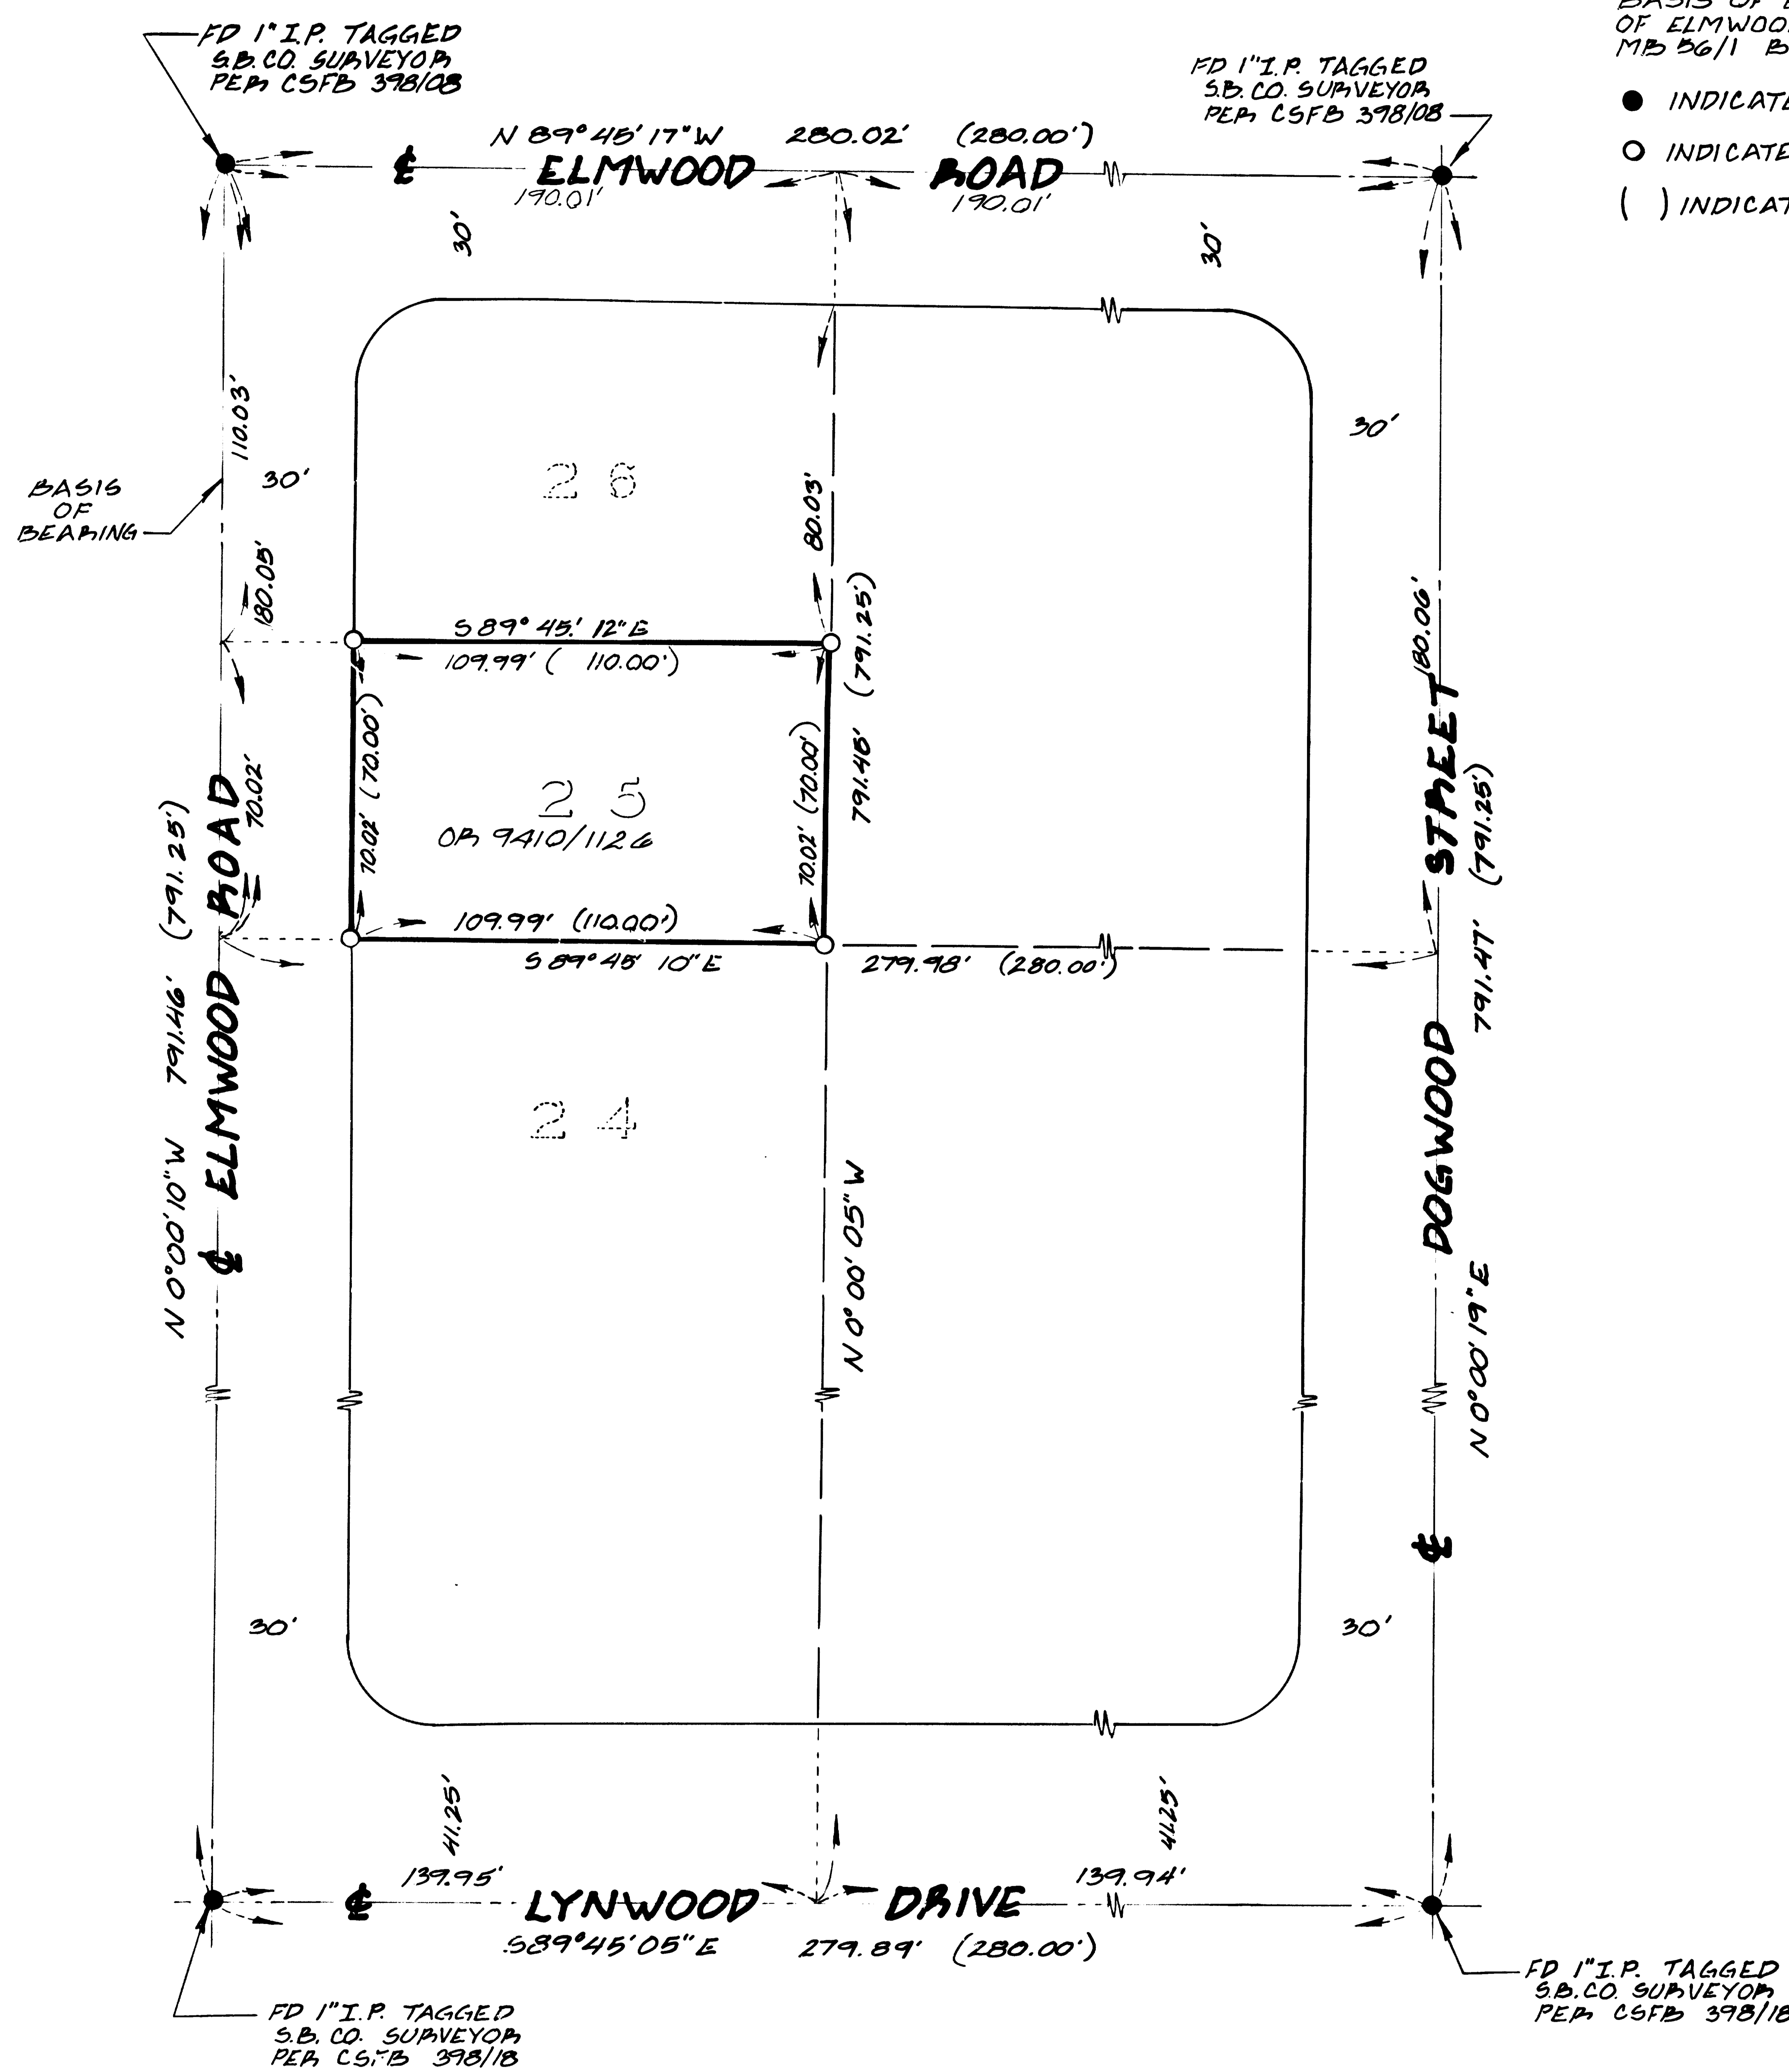 FD 1" I.P. TAGGED
S.B. CO. SURVEYOR
PER CSFB 398/08
FD 1" I.P. TAGGED
S.B. CO. SURVEYOR
PER CSFB 398/08
OF
MB 56/1
( )
N 89° 45' 17" W 280.02' (280.00')
℄ ELMWOOD ROAD
190.01' 190.01'
30' 30'
110.03'
30'
30'
BASIS
OF
BEARING
26
80.03'
180.05'
S 89° 45' 12" E
109.99' ( 110.00')
791.46' (791.25')
180.06'
70.02' (70.00')
70.02' (70.00')
70.02'
25
OR 9410/1126
109.99' (110.00')
S 89° 45' 10" E
279.98' (280.00')
℄ ELMWOOD ROAD
N 0°00'10" W 791.46' (791.25')
℄ DOGWOOD STREET
N 0°00'19" E 791.47' (791.25')
24
N 0° 00' 05" W
30' 30'
41.25' 41.25'
139.95' 139.94'
℄ LYNWOOD DRIVE
S89°45'05" E 279.89' (280.00')
FD 1" I.P. TAGGED
S.B. CO. SURVEYOR
PER CSFB 398/18
FD 1" I.P. TAGGED
S.B. CO. SURVEYOR
PER CSFB 398/18